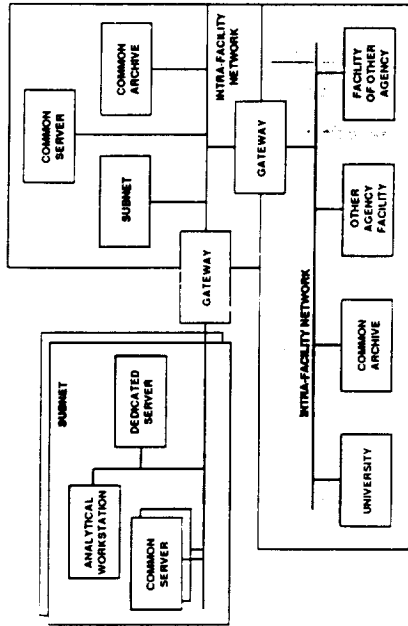 SUBNET
ANALYTICAL
WORKSTATION
DEDICATED
SERVER
COMMON
SERVER
GATEWAY
COMMON
SERVER
SUBNET
COMMON
ARCHIVE
INTRA-FACILITY
NETWORK
GATEWAY
INTRA-FACILITY NETWORK
UNIVERSITY
COMMON
ARCHIVE
OTHER
AGENCY
FACILITY
FACILITY
OF OTHER
AGENCY